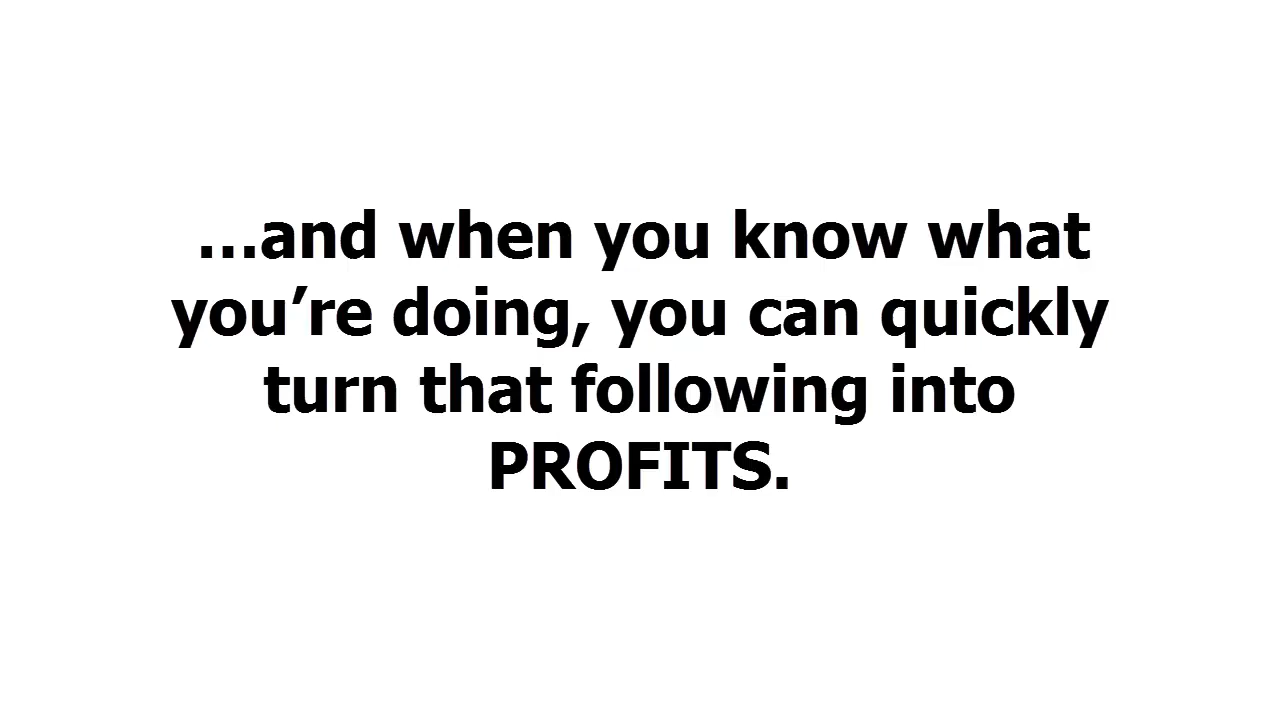 ...and when you know what
you’re doing, you can quickly
turn that following into
PROFITS.